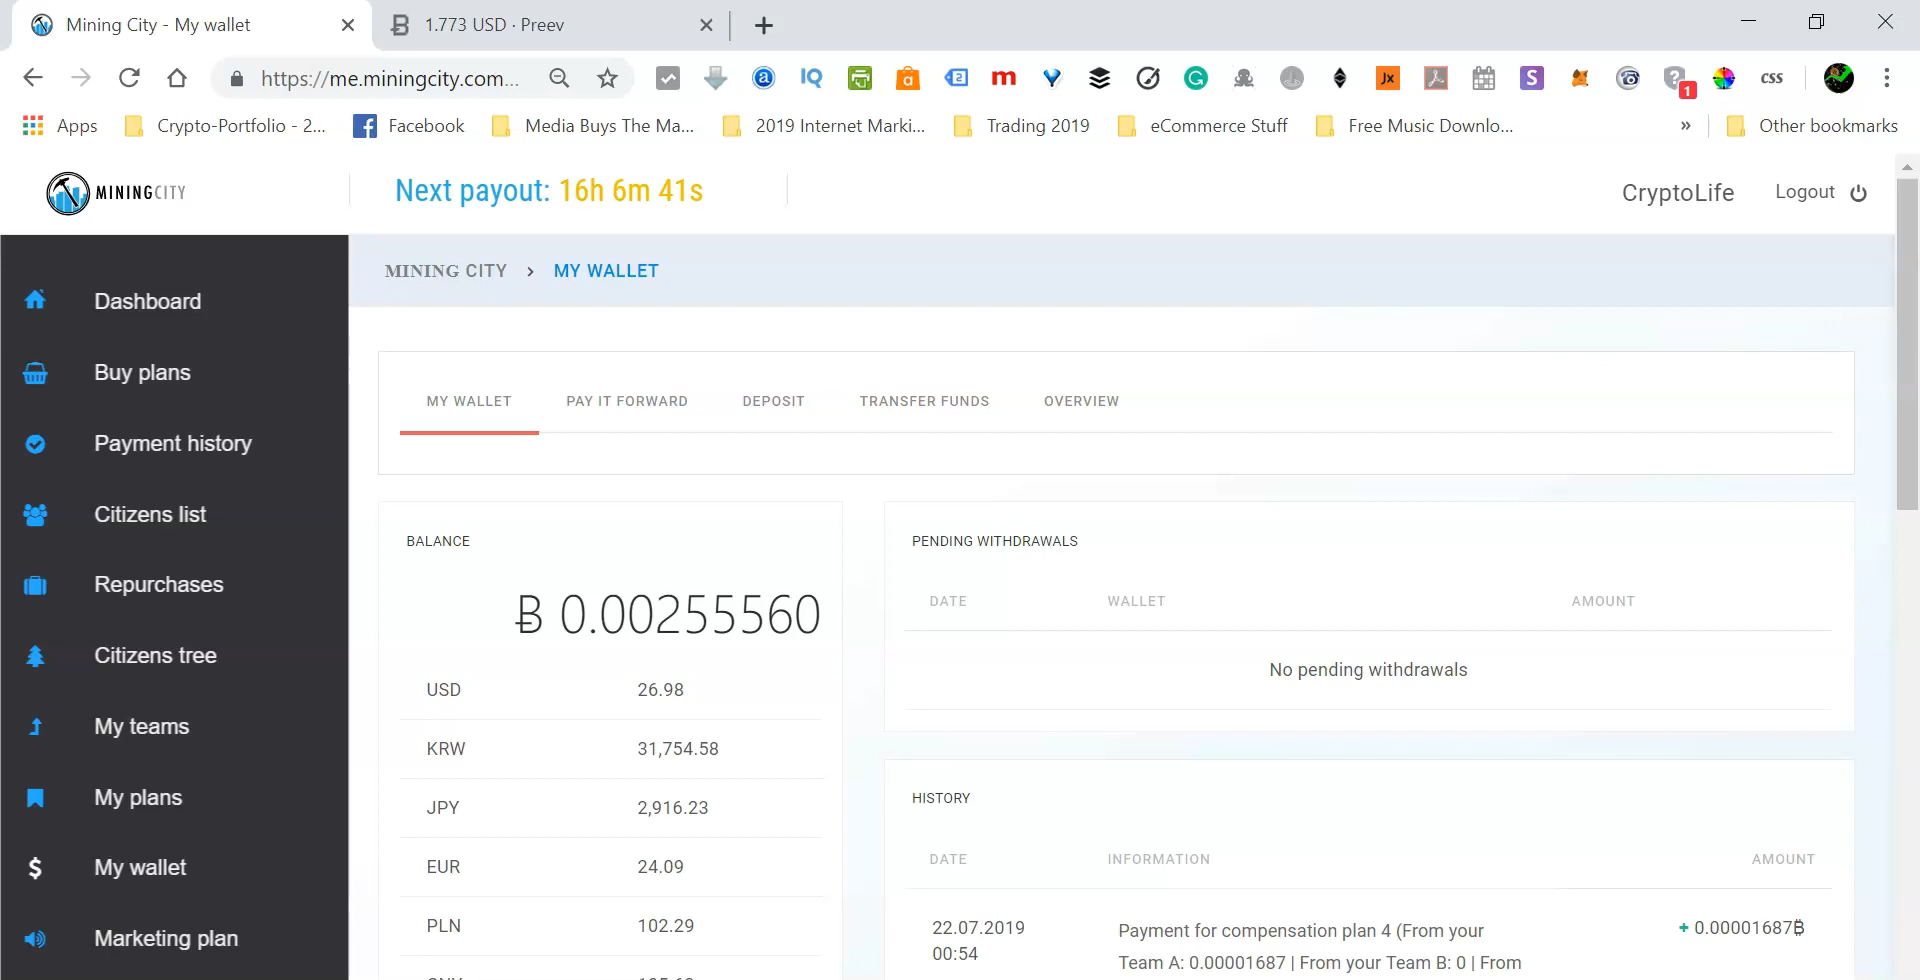 Mining City - My wallet
1.773 USD · Preev
https://me.miningcity.com...
1
css
Apps
Crypto-Portfolio - 2...
Facebook
Media Buys The Ma...
2019 Internet Marki...
Trading 2019
eCommerce Stuff
Free Music Downlo...
»
Other bookmarks
MININGCITY
Next payout: 16h 6m 41s
CryptoLife
Logout
MINING CITY > MY WALLET
Dashboard
Buy plans
Payment history
Citizens list
Repurchases
Citizens tree
My teams
My plans
My wallet
Marketing plan
MY WALLET
PAY IT FORWARD
DEPOSIT
TRANSFER FUNDS
OVERVIEW
BALANCE
Ƀ 0.00255560
USD 26.98
KRW 31,754.58
JPY 2,916.23
EUR 24.09
PLN 102.29
PENDING WITHDRAWALS
DATE WALLET AMOUNT
No pending withdrawals
HISTORY
DATE INFORMATION AMOUNT
22.07.2019
00:54
Payment for compensation plan 4 (From your
Team A: 0.00001687 | From your Team B: 0 | From
+ 0.00001687Ƀ